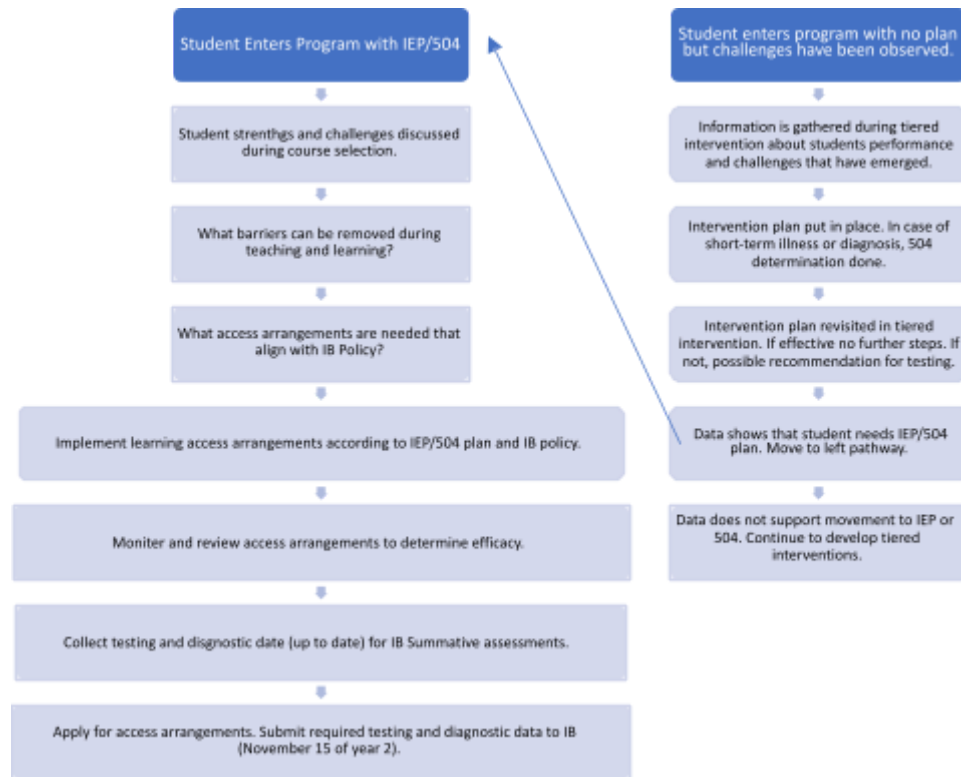 Student Enters Program with IEP/504
Student strenthgs and challenges discussed
during course selection.
What barriers can be removed during
teaching and learning?
What access arrangements are needed that
align with IB Policy?
Implement learning access arrangements according to IEP/504 plan and IB policy.
Moniter and review access arrangements to determine efficacy.
Collect testing and disgnostic date (up to date) for IB Summative assessments.
Apply for access arrangements. Submit required testing and diagnostic data to IB
(November 15 of year 2).
Student enters program with no plan
but challenges have been observed.
Information is gathered during tiered
intervention about students performance
and challenges that have emerged.
Intervention plan put in place. In case of
short-term illness or diagnosis, 504
determination done.
Intervention plan revisited in tiered
intervention. If effective no further steps. If
not, possible recommendation for testing.
Data shows that student needs IEP/504
plan. Move to left pathway.
Data does not support movement to IEP or
504. Continue to develop tiered
interventions.